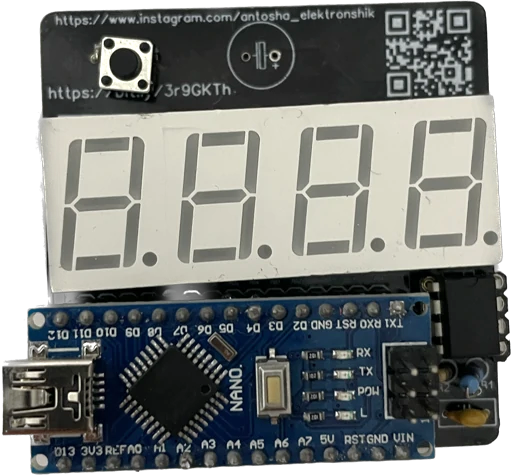 https://www.instagram.com/antosha_elektronshik
https://bit.ly/3r9GKTh
D12 D11 D10 D9 D8 D7 D6 D5 D4 D3 D2 GND RST RX0 TX1
RX
TX
POW
L
NANO.
D13 3V3 REF A0 A1 A2 A3 A4 A5 A6 A7 5V RST GND VIN